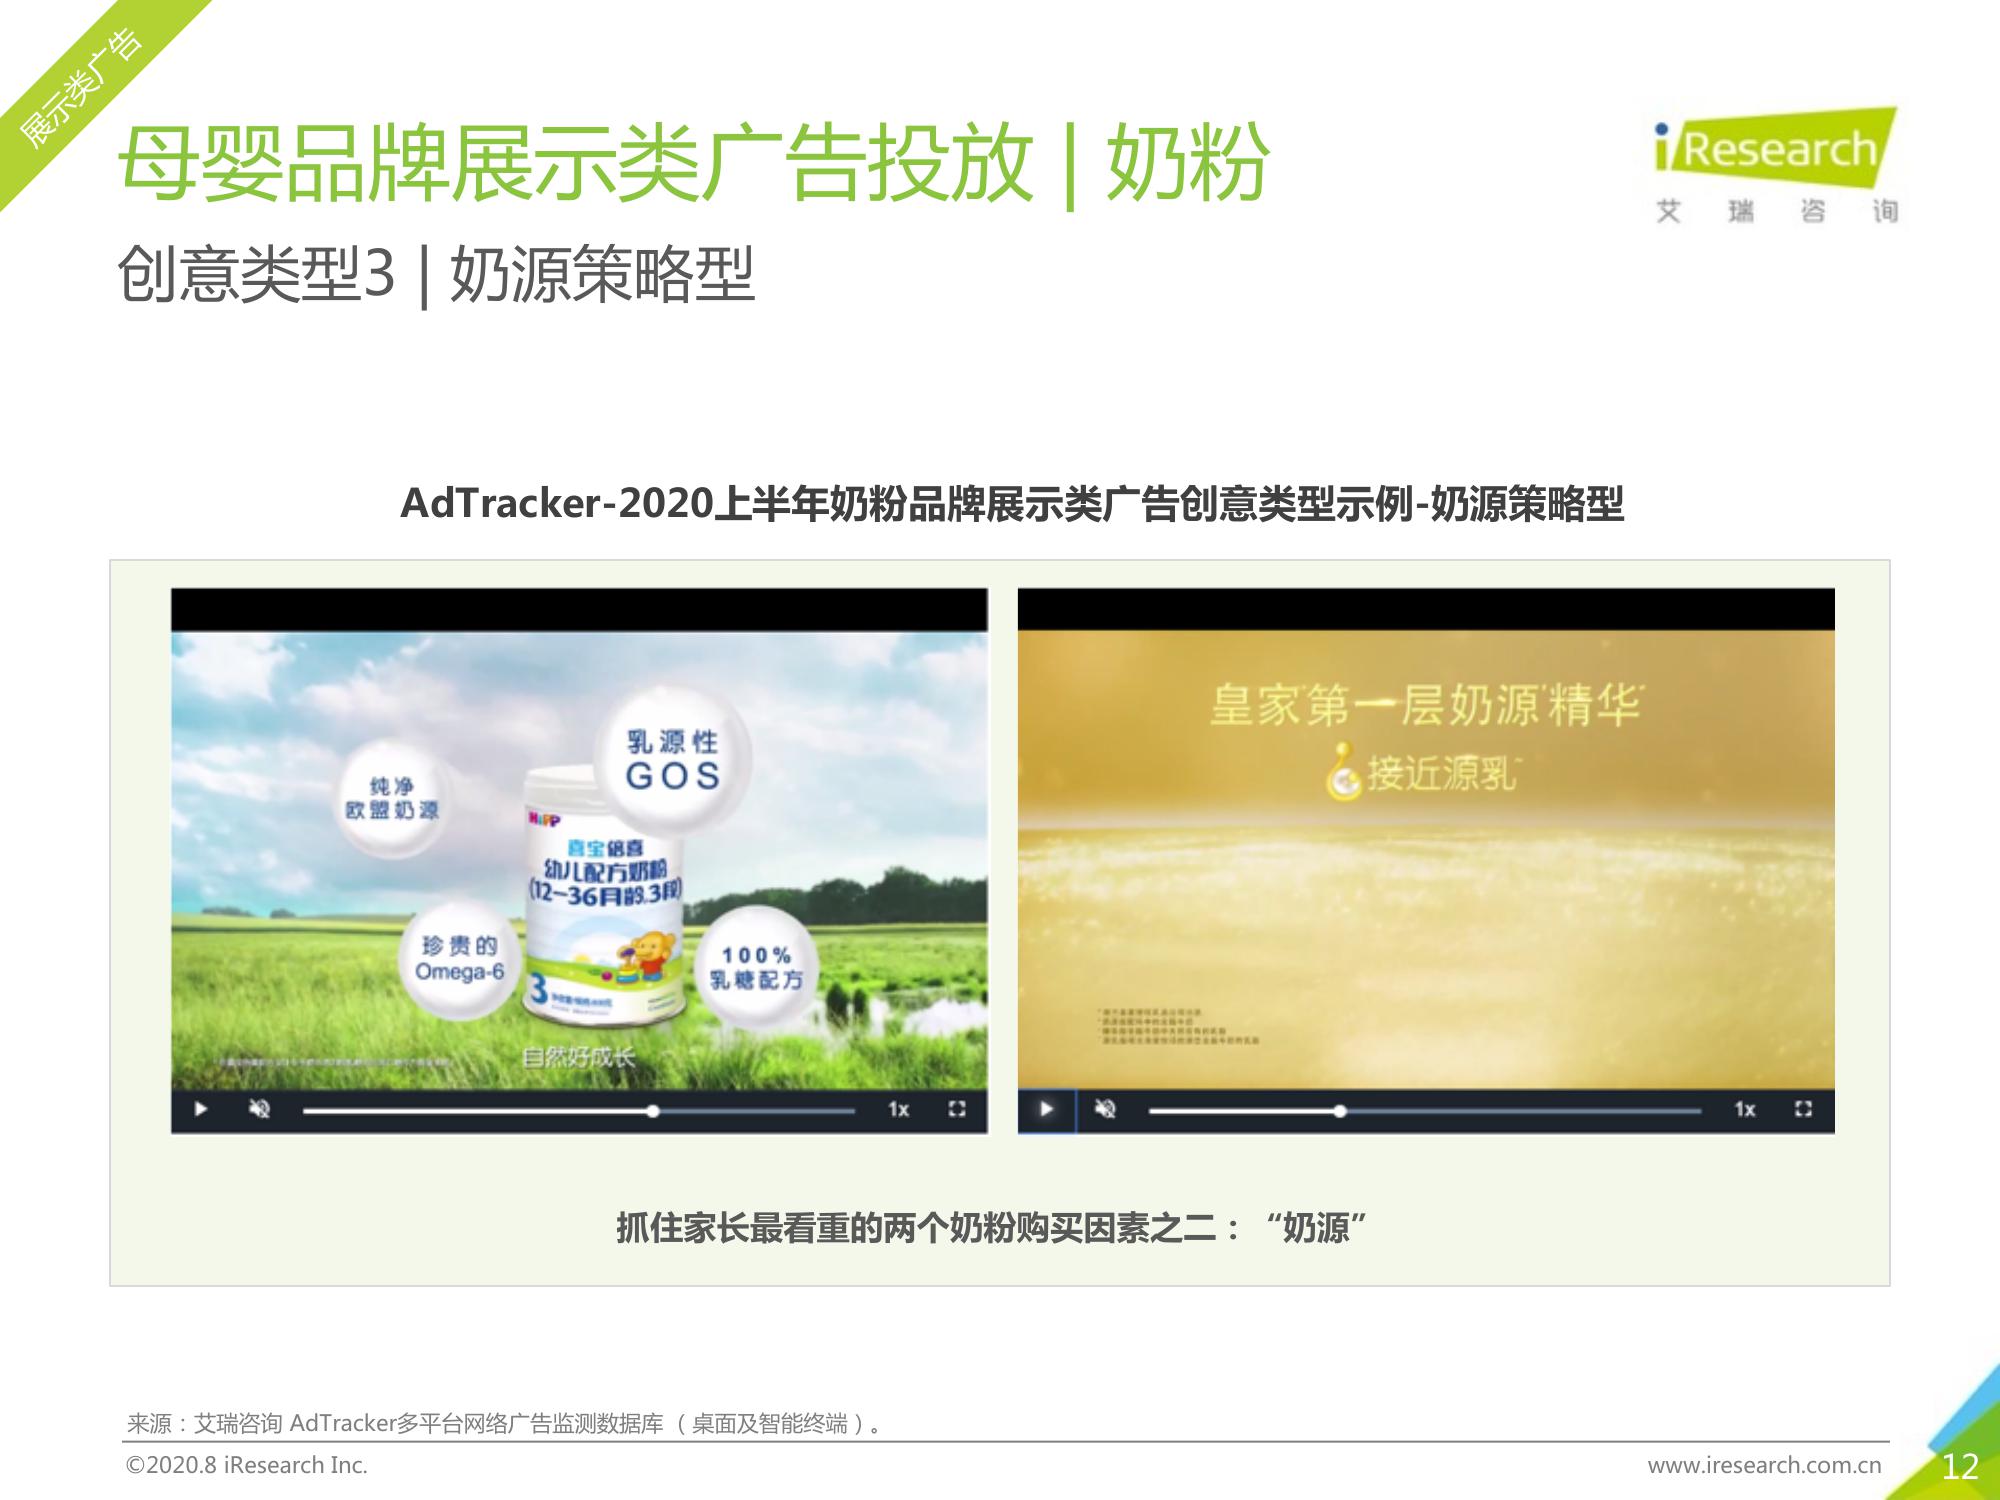 展示类广告
母婴品牌展示类广告投放 | 奶粉
iResearch
艾瑞咨询
创意类型3 | 奶源策略型
AdTracker-2020上半年奶粉品牌展示类广告创意类型示例-奶源策略型
乳源性
GOS
纯净
欧盟奶源
HiPP
喜宝倍喜
幼儿配方奶粉
(12-36月龄,3段)
珍贵的
Omega-6
100%
乳糖配方
3
自然好成长
1x
皇家第一层奶源精华
接近源乳
1x
抓住家长最看重的两个奶粉购买因素之二：“奶源”
来源：艾瑞咨询 AdTracker多平台网络广告监测数据库（桌面及智能终端）。
©2020.8 iResearch Inc.
www.iresearch.com.cn
12